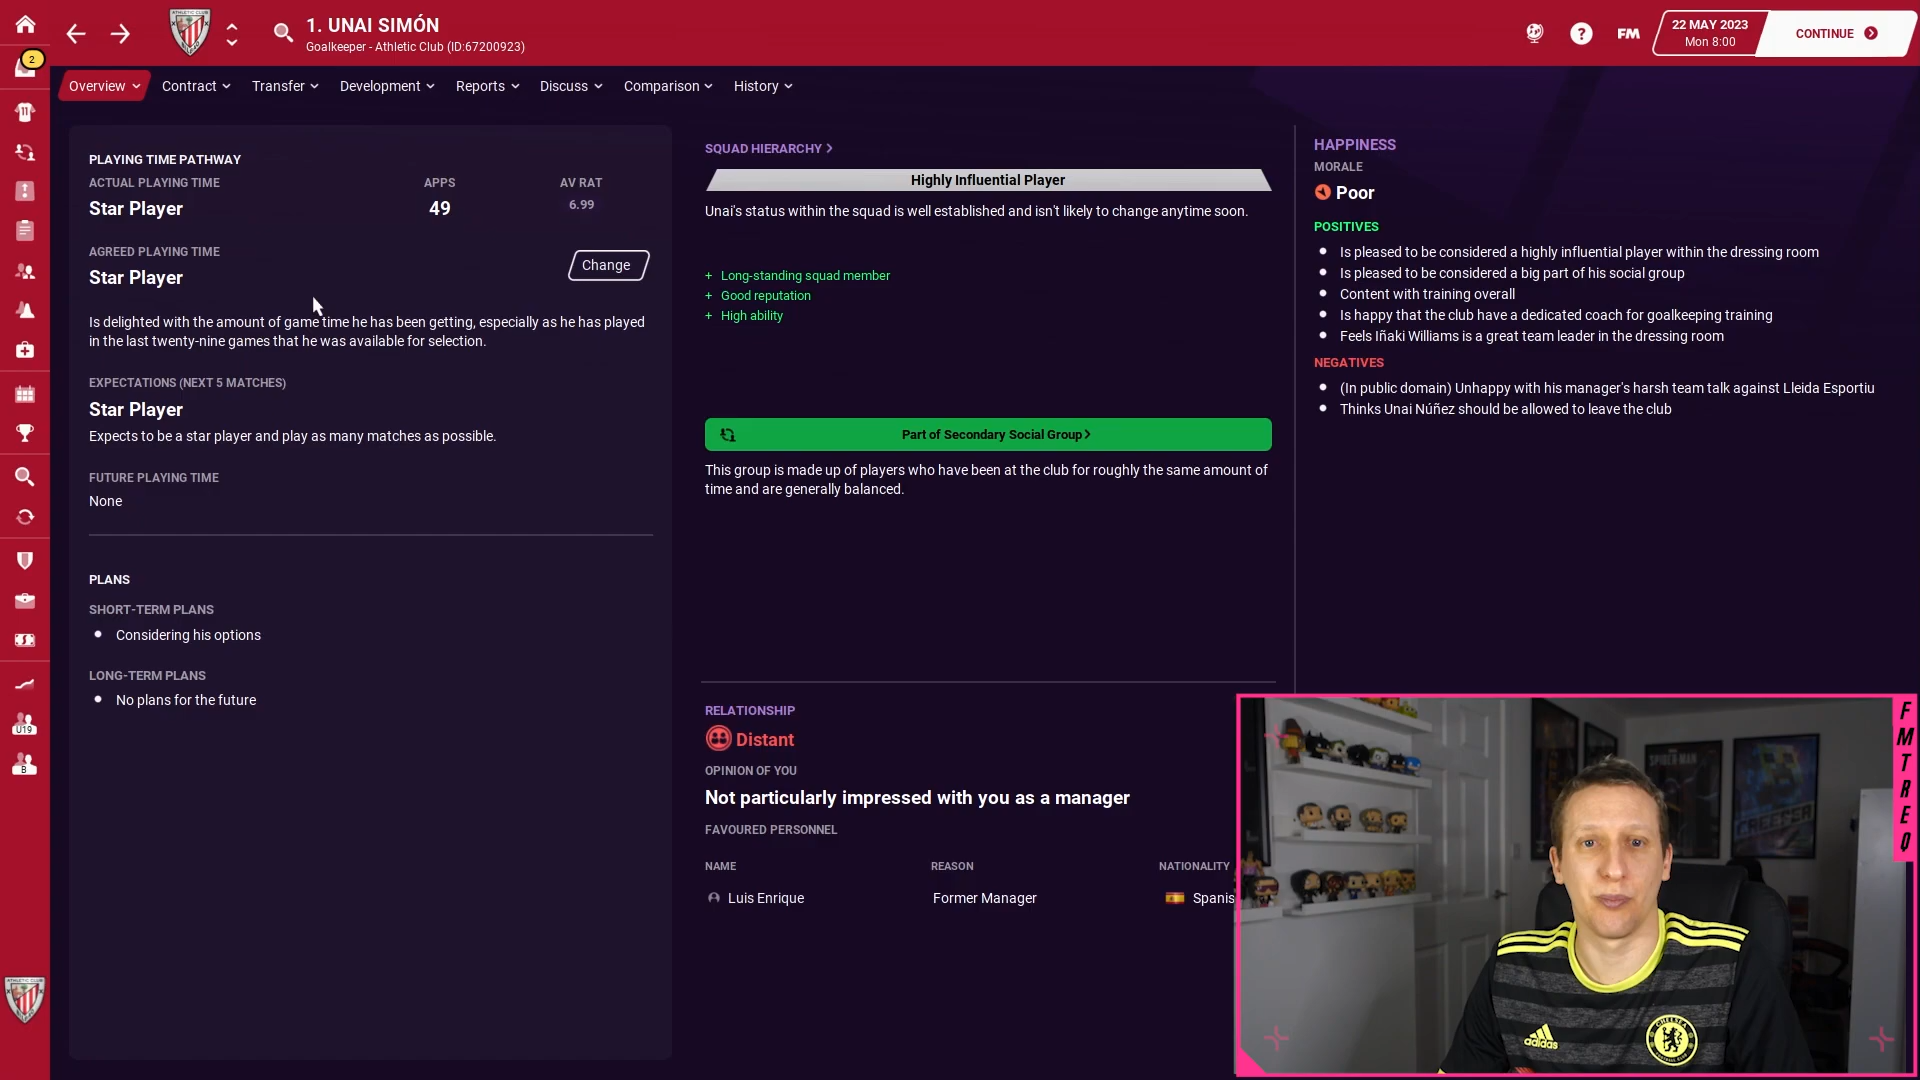 2
1. UNAI SIMÓN
Goalkeeper - Athletic Club (ID:67200923)
?
FM
22 MAY 2023
Mon 8:00
CONTINUE
Overview
Contract
Transfer
Development
Reports
Discuss
Comparison
History
11
U19
B
PLAYING TIME PATHWAY
ACTUAL PLAYING TIME
APPS
AV RAT
Star Player
49
6.99
AGREED PLAYING TIME
Star Player
Change
Is delighted with the amount of game time he has been getting, especially as he has played
in the last twenty-nine games that he was available for selection.
EXPECTATIONS (NEXT 5 MATCHES)
Star Player
Expects to be a star player and play as many matches as possible.
FUTURE PLAYING TIME
None
PLANS
SHORT-TERM PLANS
Considering his options
LONG-TERM PLANS
No plans for the future
SQUAD HIERARCHY
Highly Influential Player
Unai's status within the squad is well established and isn't likely to change anytime soon.
+ Long-standing squad member
+ Good reputation
+ High ability
Part of Secondary Social Group
This group is made up of players who have been at the club for roughly the same amount of
time and are generally balanced.
RELATIONSHIP
Distant
OPINION OF YOU
Not particularly impressed with you as a manager
FAVOURED PERSONNEL
NAME
REASON
NATIONALITY
Luis Enrique
Former Manager
Spanis
HAPPINESS
MORALE
Poor
POSITIVES
Is pleased to be considered a highly influential player within the dressing room
Is pleased to be considered a big part of his social group
Content with training overall
Is happy that the club have a dedicated coach for goalkeeping training
Feels Iñaki Williams is a great team leader in the dressing room
NEGATIVES
(In public domain) Unhappy with his manager's harsh team talk against Lleida Esportiu
Thinks Unai Núñez should be allowed to leave the club
FMTREQ
SPIDER-MAN
CREEPER
adidas
CHELSEA